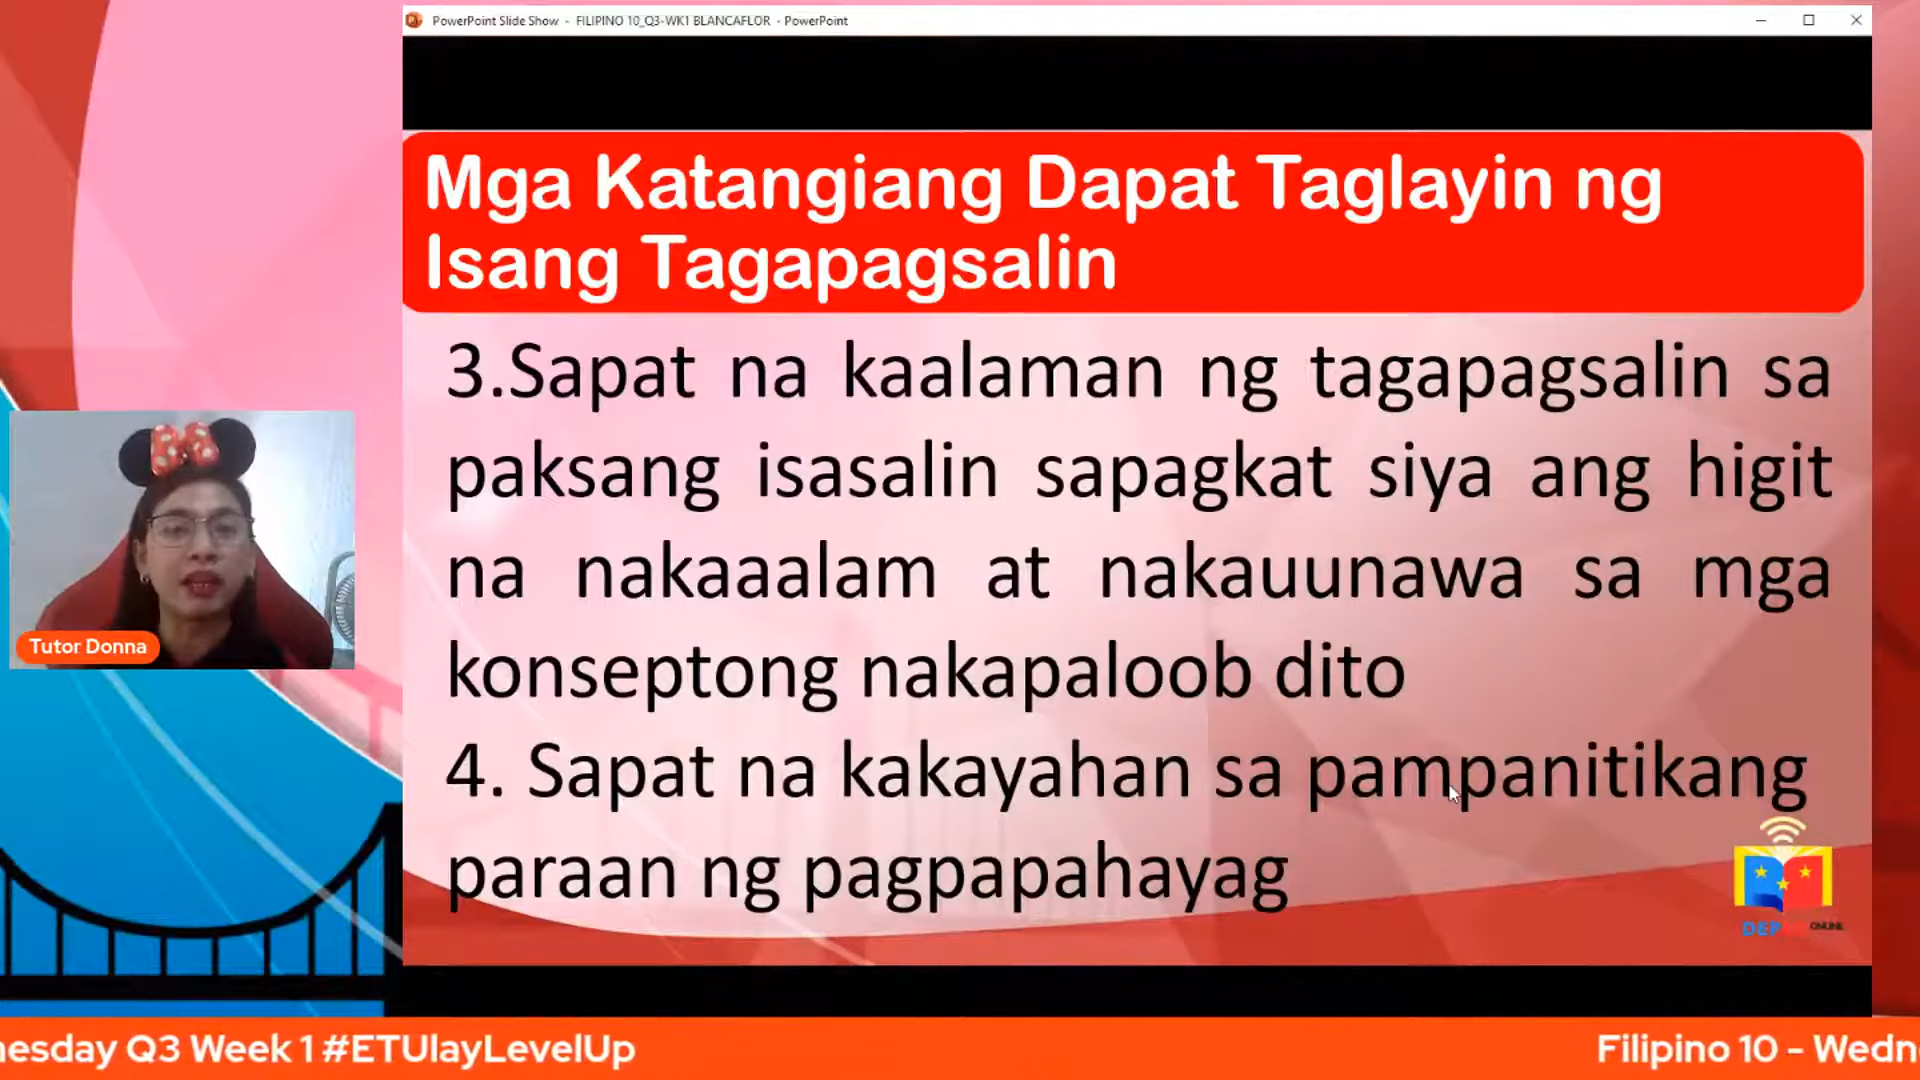 PowerPoint Slide Show - FILIPINO 10_Q3-WK1 BLANCAFLOR - PowerPoint
Mga Katangiang Dapat Taglayin ng
Isang Tagapagsalin
3.Sapat na kaalaman ng tagapagsalin sa
paksang isasalin sapagkat siya ang higit
na nakaaalam at nakauunawa sa mga
konseptong nakapaloob dito
4. Sapat na kakayahan sa pampanitikang
paraan ng pagpapahayag
Tutor Donna
ONLINE
Q3 Week 1 #ETUlayLevelUp
Filipino 10 -